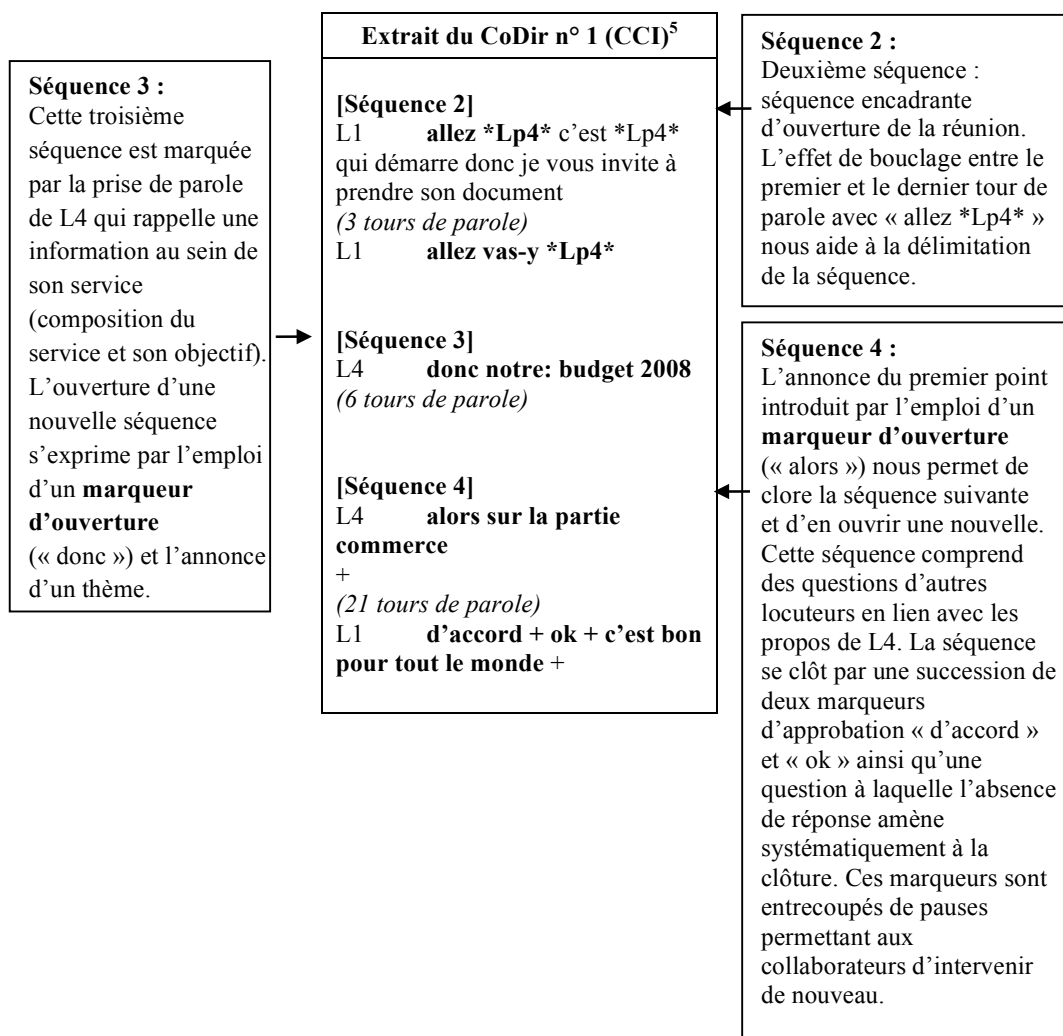 Séquence 3 :
Cette troisième
séquence est marquée
par la prise de parole
de L4 qui rappelle une
information au sein de
son service
(composition du
service et son objectif).
L’ouverture d’une
nouvelle séquence
s’exprime par l’emploi
d’un marqueur
d’ouverture
(« donc ») et l’annonce
d’un thème.
Extrait du CoDir n° 1 (CCI)5
[Séquence 2]
L1 allez *Lp4* c’est *Lp4*
qui démarre donc je vous invite à
prendre son document
(3 tours de parole)
L1 allez vas-y *Lp4*
[Séquence 3]
L4 donc notre: budget 2008
(6 tours de parole)
[Séquence 4]
L4 alors sur la partie
commerce
+
(21 tours de parole)
L1 d’accord + ok + c’est bon
pour tout le monde +
Séquence 2 :
Deuxième séquence :
séquence encadrante
d’ouverture de la réunion.
L’effet de bouclage entre le
premier et le dernier tour de
parole avec « allez *Lp4* »
nous aide à la délimitation
de la séquence.
Séquence 4 :
L’annonce du premier point
introduit par l’emploi d’un
marqueur d’ouverture
(« alors ») nous permet de
clore la séquence suivante
et d’en ouvrir une nouvelle.
Cette séquence comprend
des questions d’autres
locuteurs en lien avec les
propos de L4. La séquence
se clôt par une succession de
deux marqueurs
d’approbation « d’accord »
et « ok » ainsi qu’une
question à laquelle l’absence
de réponse amène
systématiquement à la
clôture. Ces marqueurs sont
entrecoupés de pauses
permettant aux
collaborateurs d’intervenir
de nouveau.